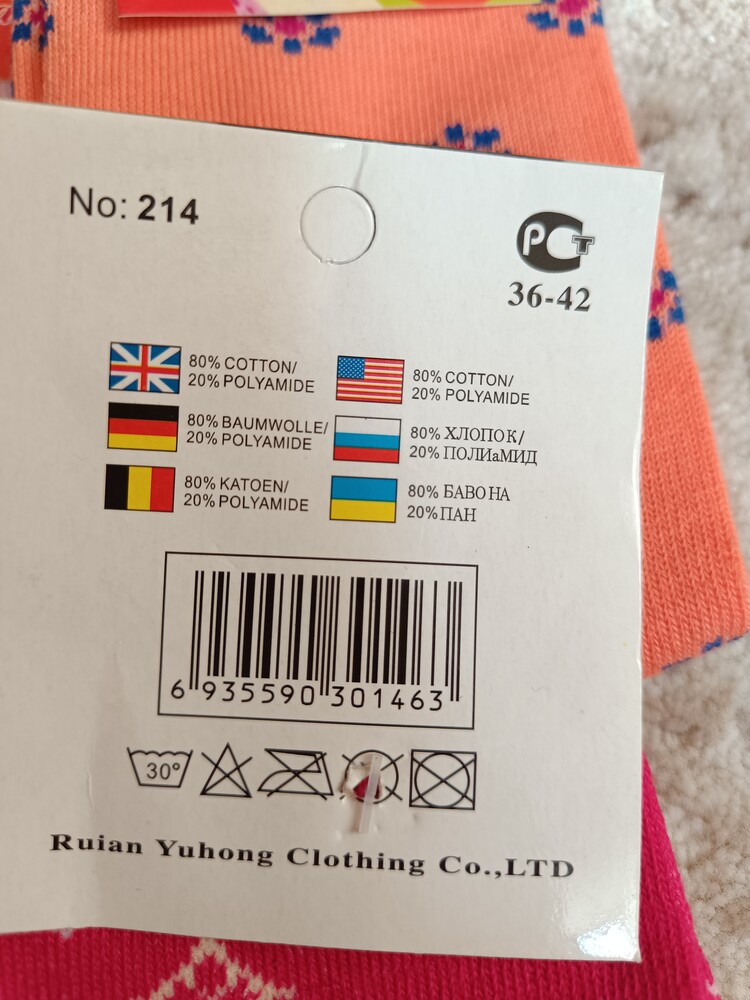 No: 214
РСТ
36-42
80% COTTON/
20% POLYAMIDE
80% COTTON/
20% POLYAMIDE
80% BAUMWOLLE/
20% POLYAMIDE
80% ХЛОПОК/
20% ПОЛИаМИД
80% KATOEN/
20% POLYAMIDE
80% БАВОНА
20% ПАН
6 935590 301463
30°
Ruian Yuhong Clothing Co.,LTD